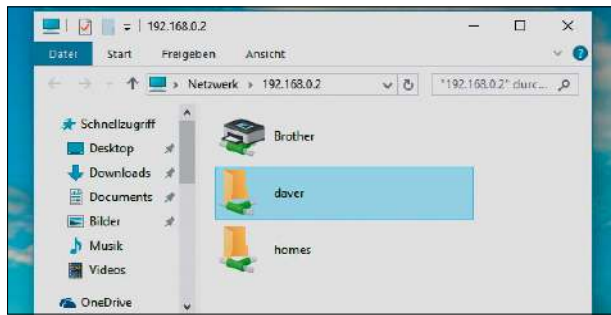 192.168.0.2
Datei Start Freigeben Ansicht
Netzwerk > 192.168.0.2
"192.168.0.2" durc...
Schnellzugriff
Desktop
Downloads
Documents
Bilder
Musik
Videos
OneDrive
Brother
daver
homes